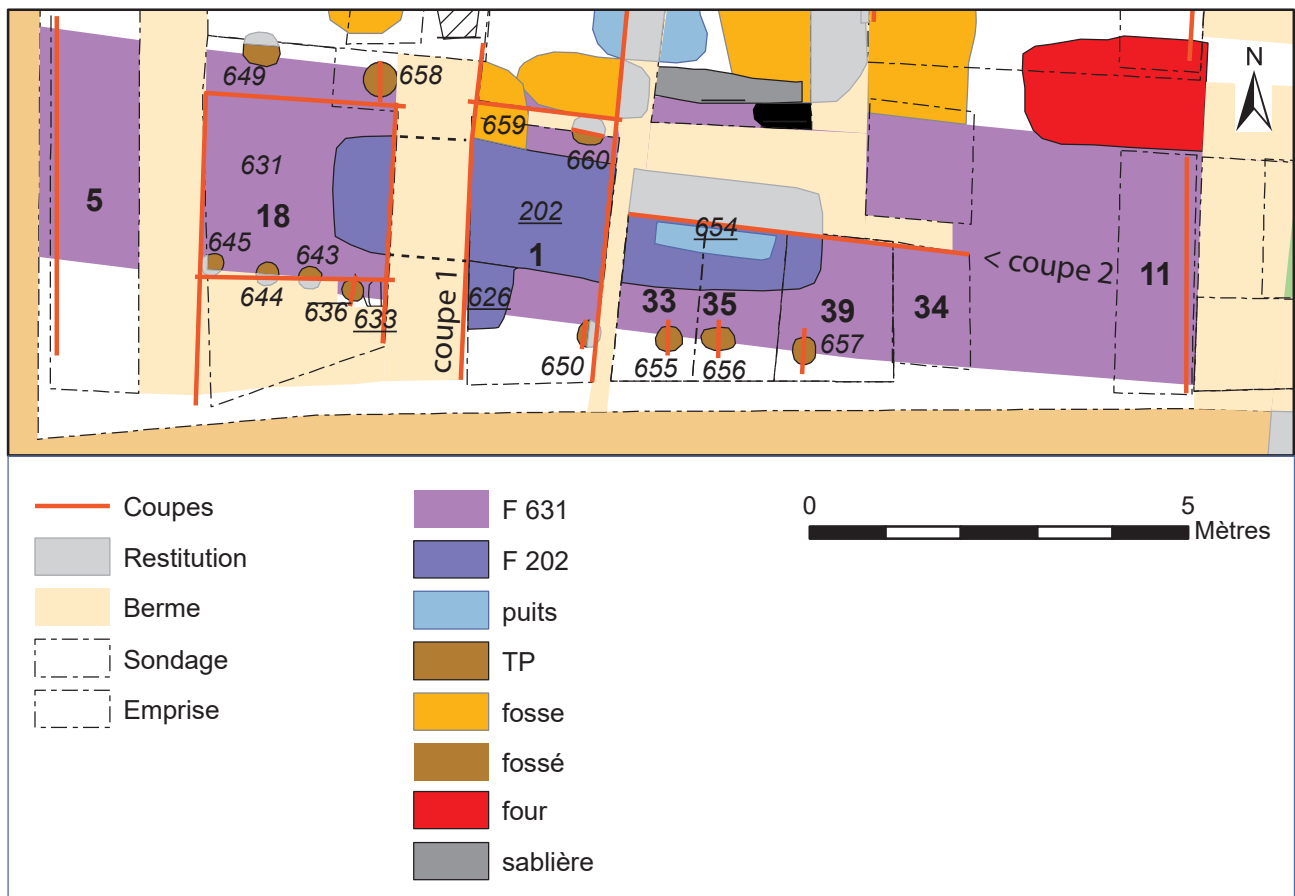 N
649
658
659
660
631
5
18
202
1
654
645
643
644
636
633
coupe 1
626
650
33
35
39
34
655
656
657
< coupe 2
11
Coupes
Restitution
Berme
Sondage
Emprise
F 631
F 202
puits
TP
fosse
fossé
four
sablière
0
5
Mètres